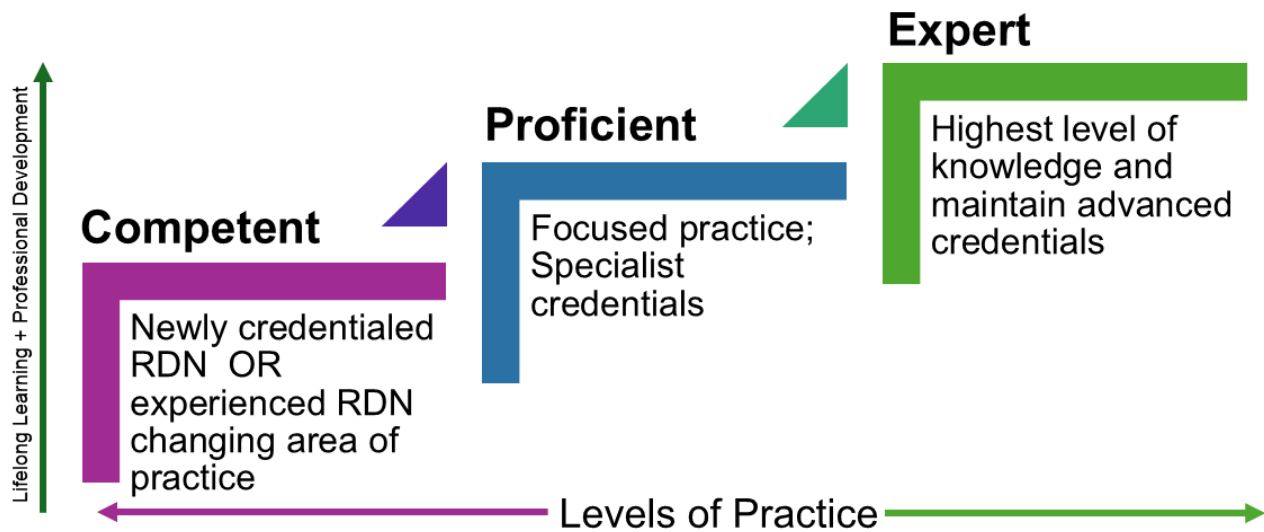 Expert
Highest level of
knowledge and
maintain advanced
credentials
Proficient
Focused practice;
Specialist
credentials
Competent
Newly credentialed
RDN  OR
experienced RDN
changing area of
practice
Lifelong Learning + Professional Development
Levels of Practice